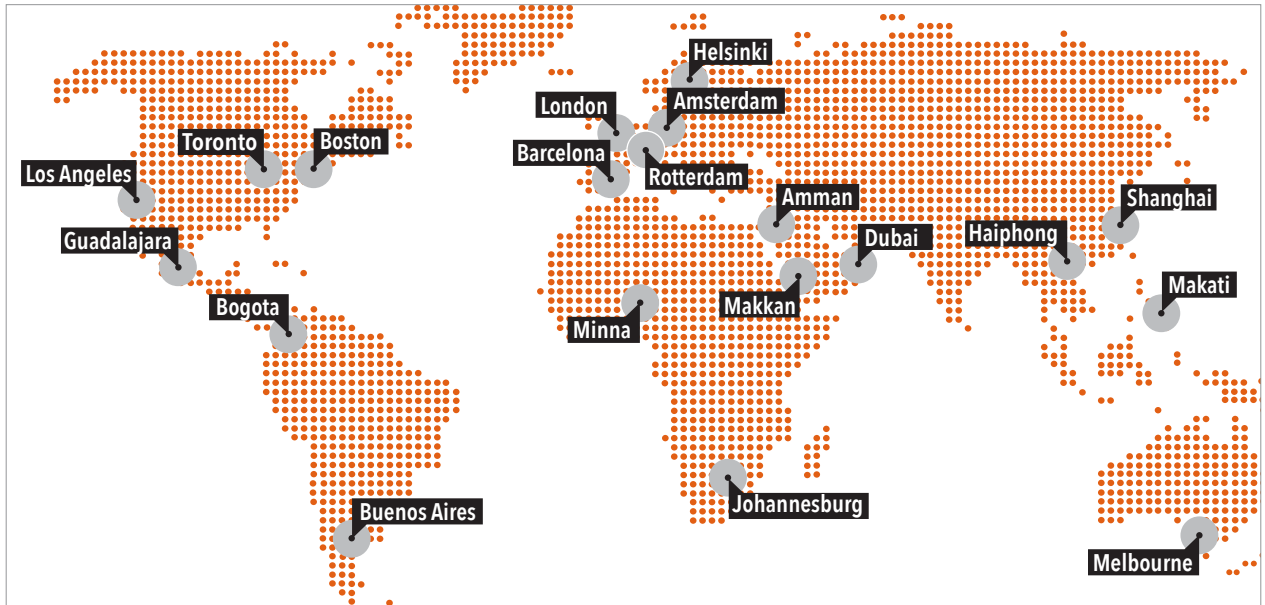 Helsinki
London
Amsterdam
Toronto
Boston
Barcelona
Rotterdam
Los Angeles
Amman
Shanghai
Guadalajara
Dubai
Haiphong
Makkan
Makati
Bogota
Minna
Johannesburg
Buenos Aires
Melbourne